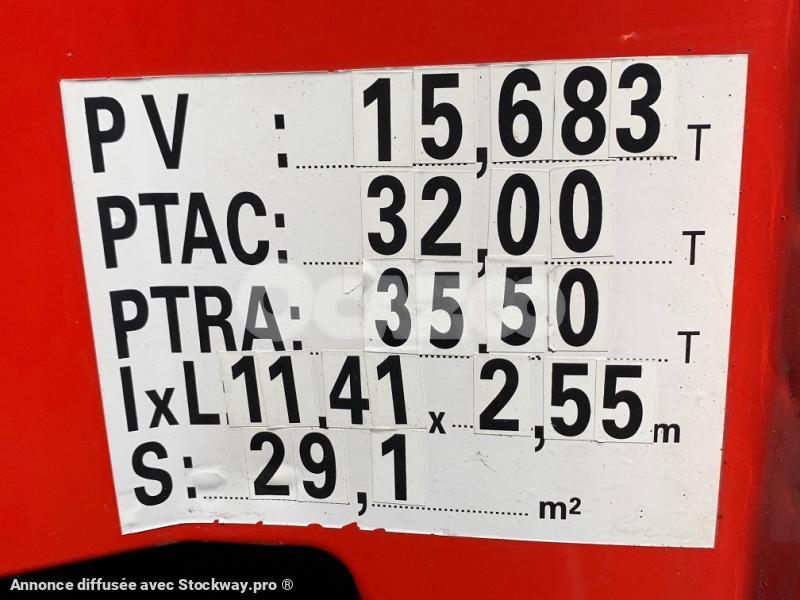 PV : 15,683 T
PTAC: 32,00 T
PTRA: 35,50 T
lxL 11,41 x 2,55 m
S: 29,1 m²
Annonce diffusée avec Stockway.pro ®